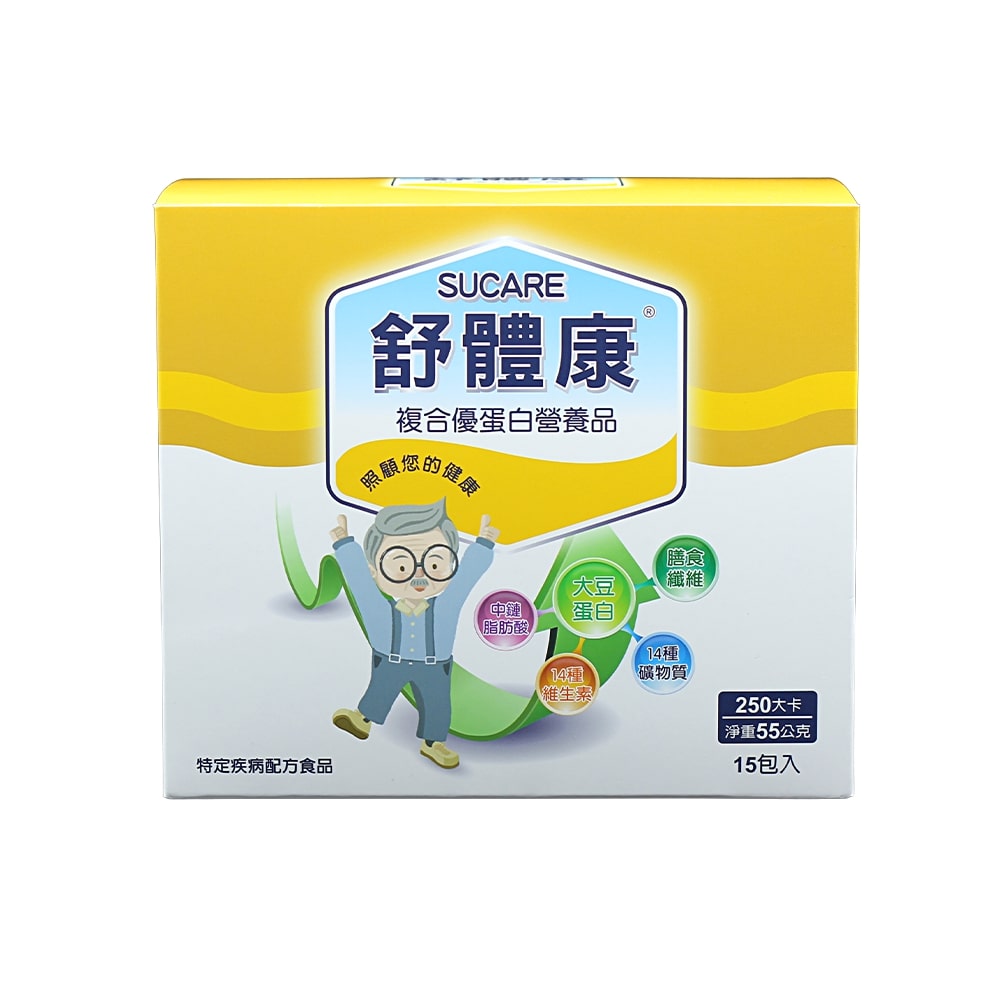 SUCARE
舒體康®
複合優蛋白營養品
照顧您的健康
膳食
纖維
大豆
蛋白
中鏈
脂肪酸
14種
礦物質
14種
維生素
250大卡
淨重55公克
15包入
特定疾病配方食品